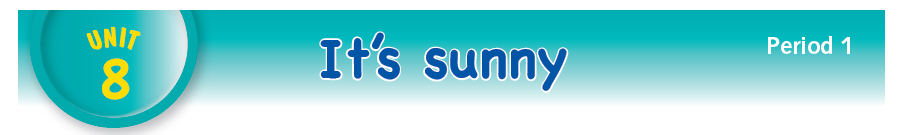 UNIT
8
It's sunny
Period 1